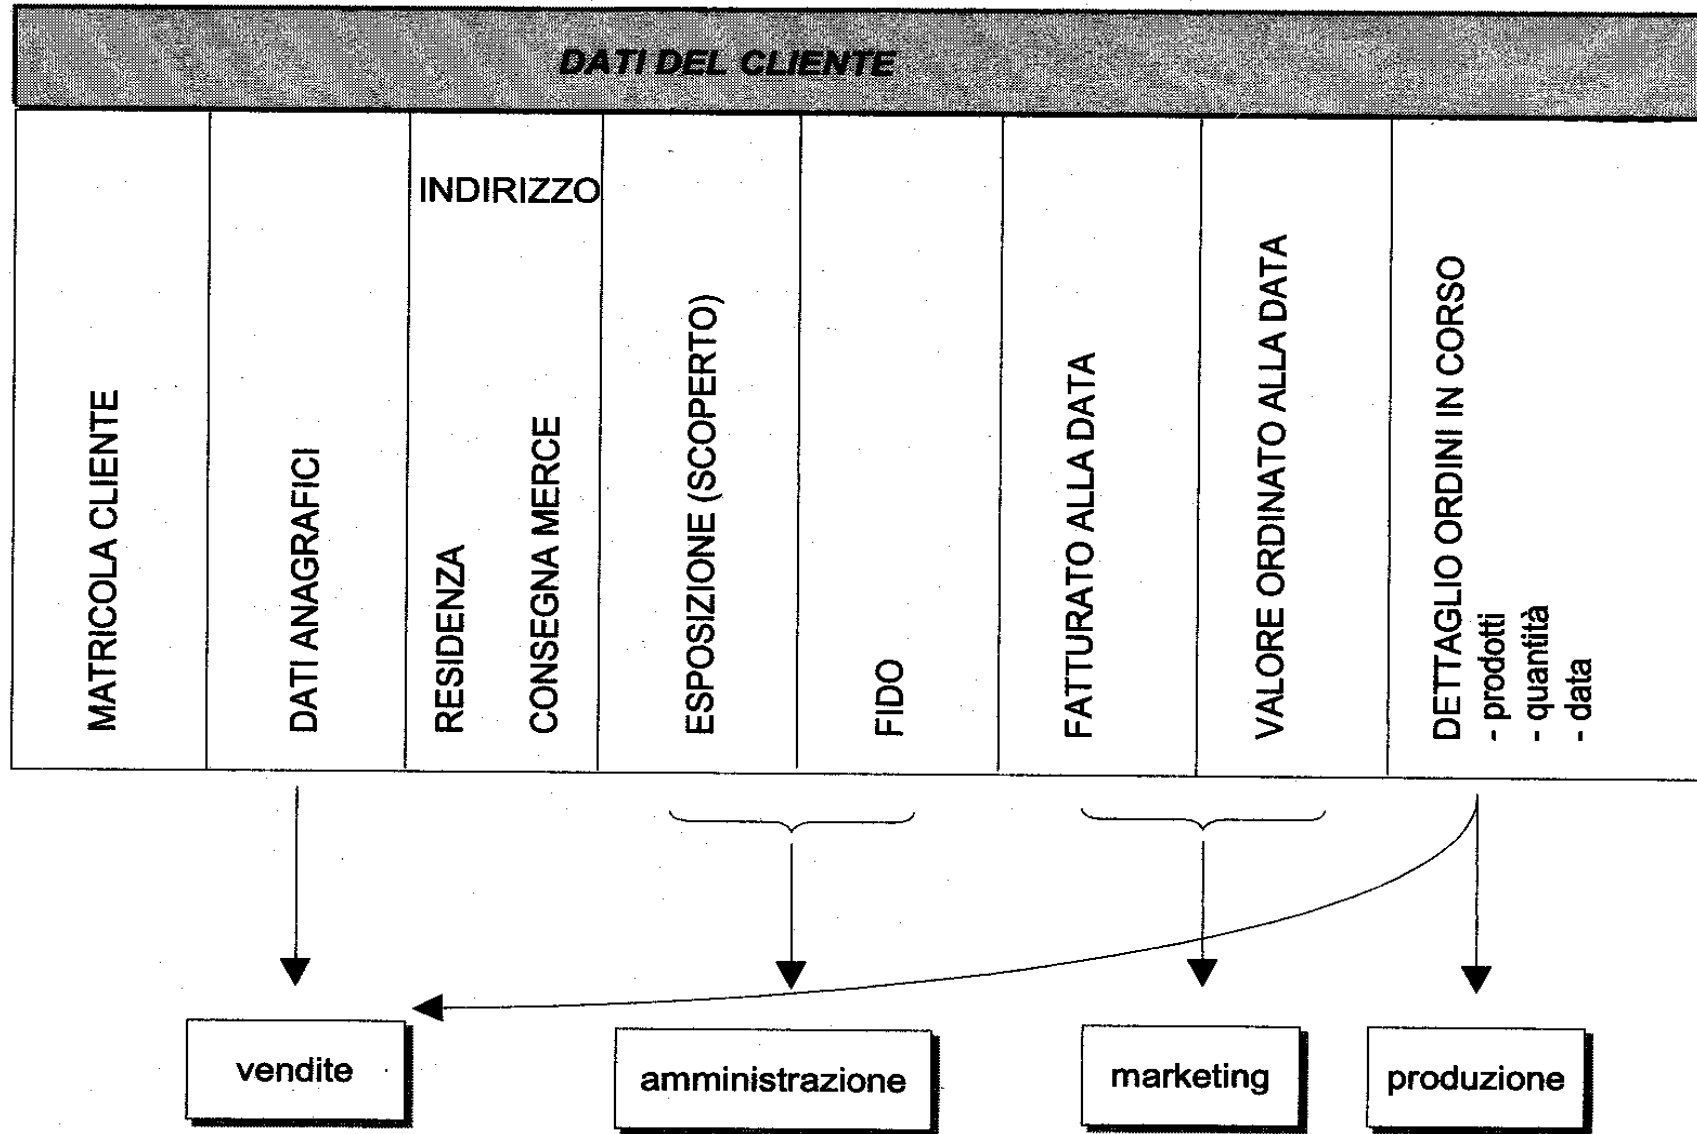 DATI DEL CLIENTE
MATRICOLA CLIENTE
DATI ANAGRAFICI
INDIRIZZO
RESIDENZA
CONSEGNA MERCE
ESPOSIZIONE (SCOPERTO)
FIDO
FATTURATO ALLA DATA
VALORE ORDINATO ALLA DATA
DETTAGLIO ORDINI IN CORSO
- prodotti
- quantità
- data
vendite
amministrazione
marketing
produzione